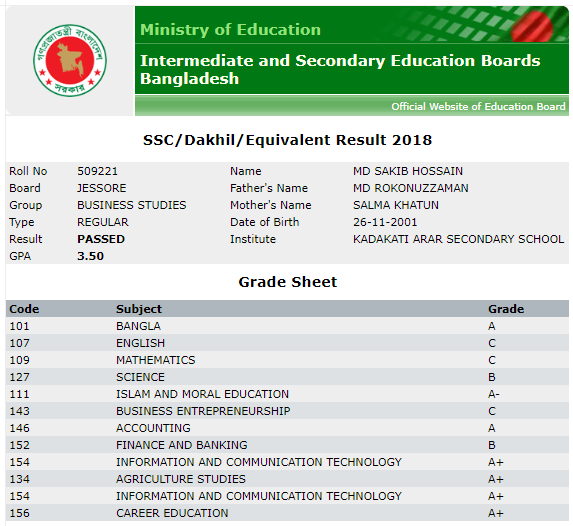 গণপ্রজাতন্ত্রী বাংলাদেশ
সরকার
Ministry of Education
Intermediate and Secondary Education Boards
Bangladesh
Official Website of Education Board
SSC/Dakhil/Equivalent Result 2018
Roll No 509221 Name MD SAKIB HOSSAIN
Board JESSORE Father's Name MD ROKONUZZAMAN
Group BUSINESS STUDIES Mother's Name SALMA KHATUN
Type REGULAR Date of Birth 26-11-2001
Result PASSED Institute KADAKATI ARAR SECONDARY SCHOOL
GPA 3.50
Grade Sheet
Code Subject Grade
101 BANGLA A
107 ENGLISH C
109 MATHEMATICS C
127 SCIENCE B
111 ISLAM AND MORAL EDUCATION A-
143 BUSINESS ENTREPRENEURSHIP C
146 ACCOUNTING A
152 FINANCE AND BANKING B
154 INFORMATION AND COMMUNICATION TECHNOLOGY A+
134 AGRICULTURE STUDIES A+
154 INFORMATION AND COMMUNICATION TECHNOLOGY A+
156 CAREER EDUCATION A+